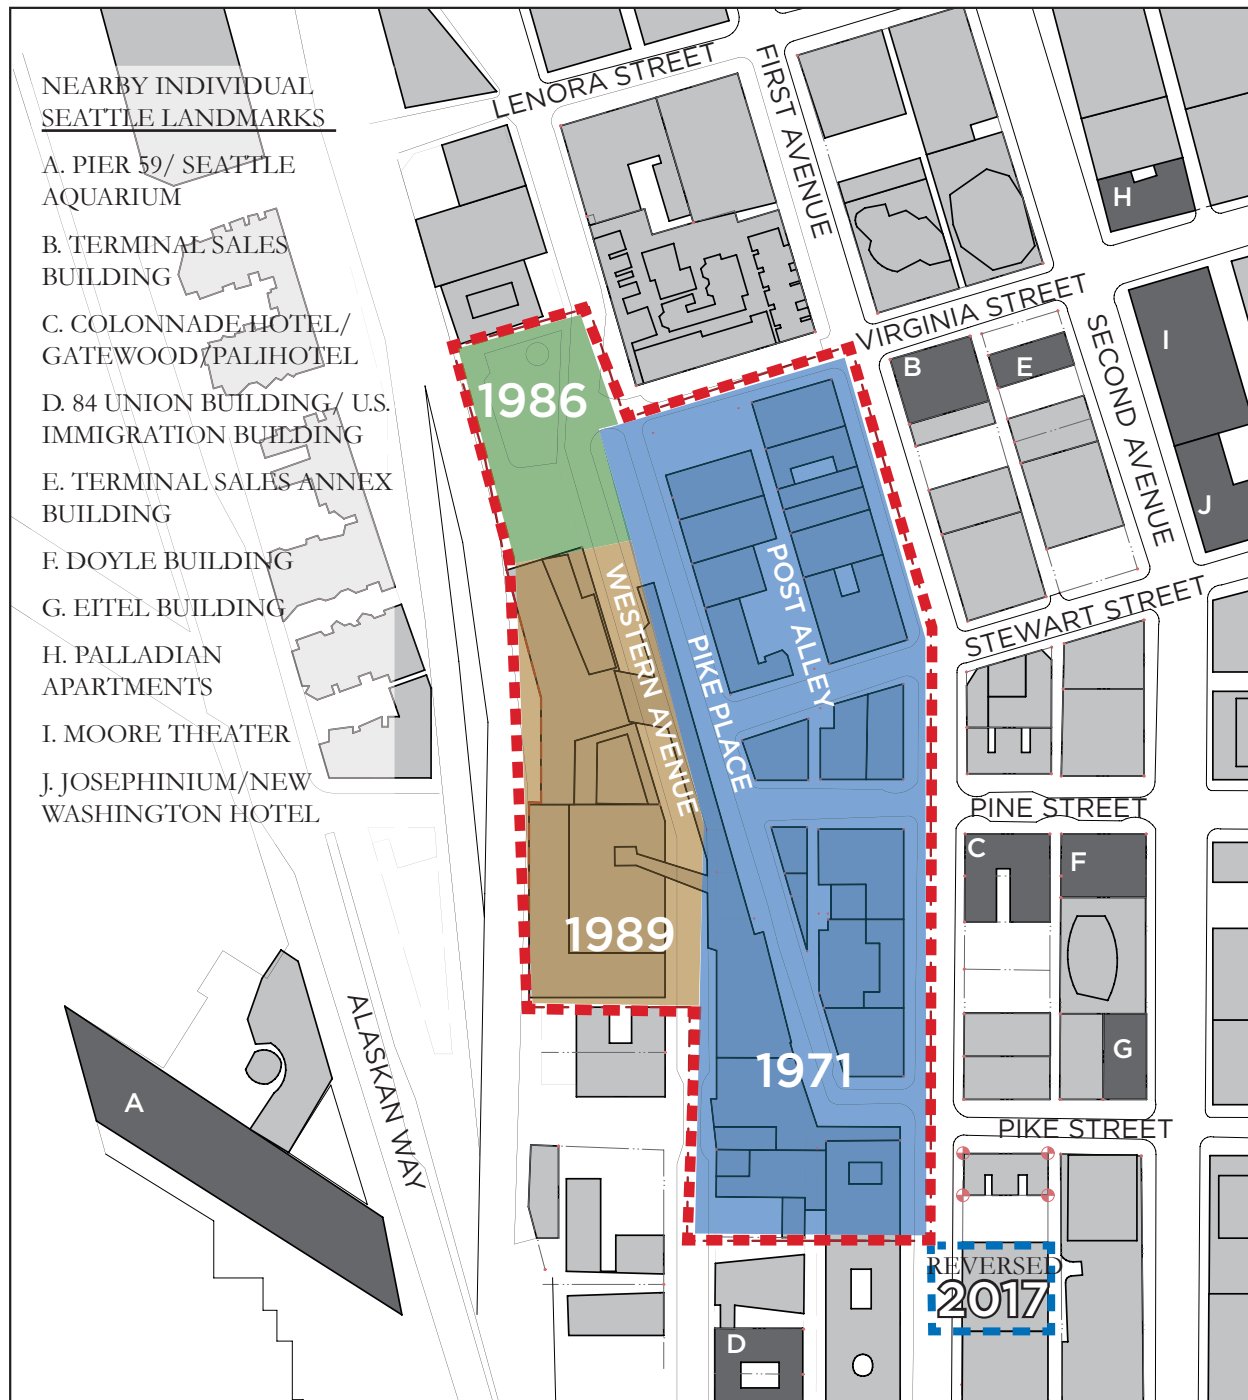 NEARBY INDIVIDUAL
SEATTLE LANDMARKS
A. PIER 59/ SEATTLE
AQUARIUM
B. TERMINAL SALES
BUILDING
C. COLONNADE HOTEL/
GATEWOOD/PALIHOTEL
D. 84 UNION BUILDING/ U.S.
IMMIGRATION BUILDING
E. TERMINAL SALES ANNEX
BUILDING
F. DOYLE BUILDING
G. EITEL BUILDING
H. PALLADIAN
APARTMENTS
I. MOORE THEATER
J. JOSEPHINIUM/NEW
WASHINGTON HOTEL
LENORA STREET
FIRST AVENUE
H
VIRGINIA STREET
SECOND AVENUE
I
B
E
J
1986
WESTERN AVENUE
PIKE PLACE
POST ALLEY
STEWART STREET
PINE STREET
C
F
1989
G
1971
ALASKAN WAY
A
PIKE STREET
REVERSED
2017
D